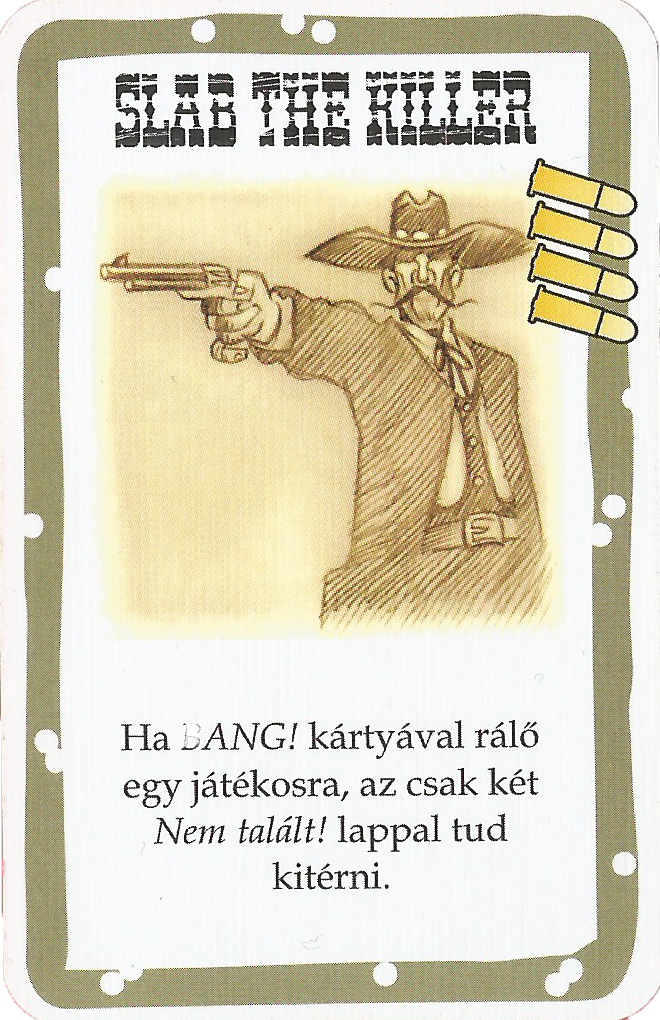 SLAB THE KILLER
Ha BANG! kártyával rálő
egy játékosra, az csak két
Nem talált! lappal tud
kitérni.